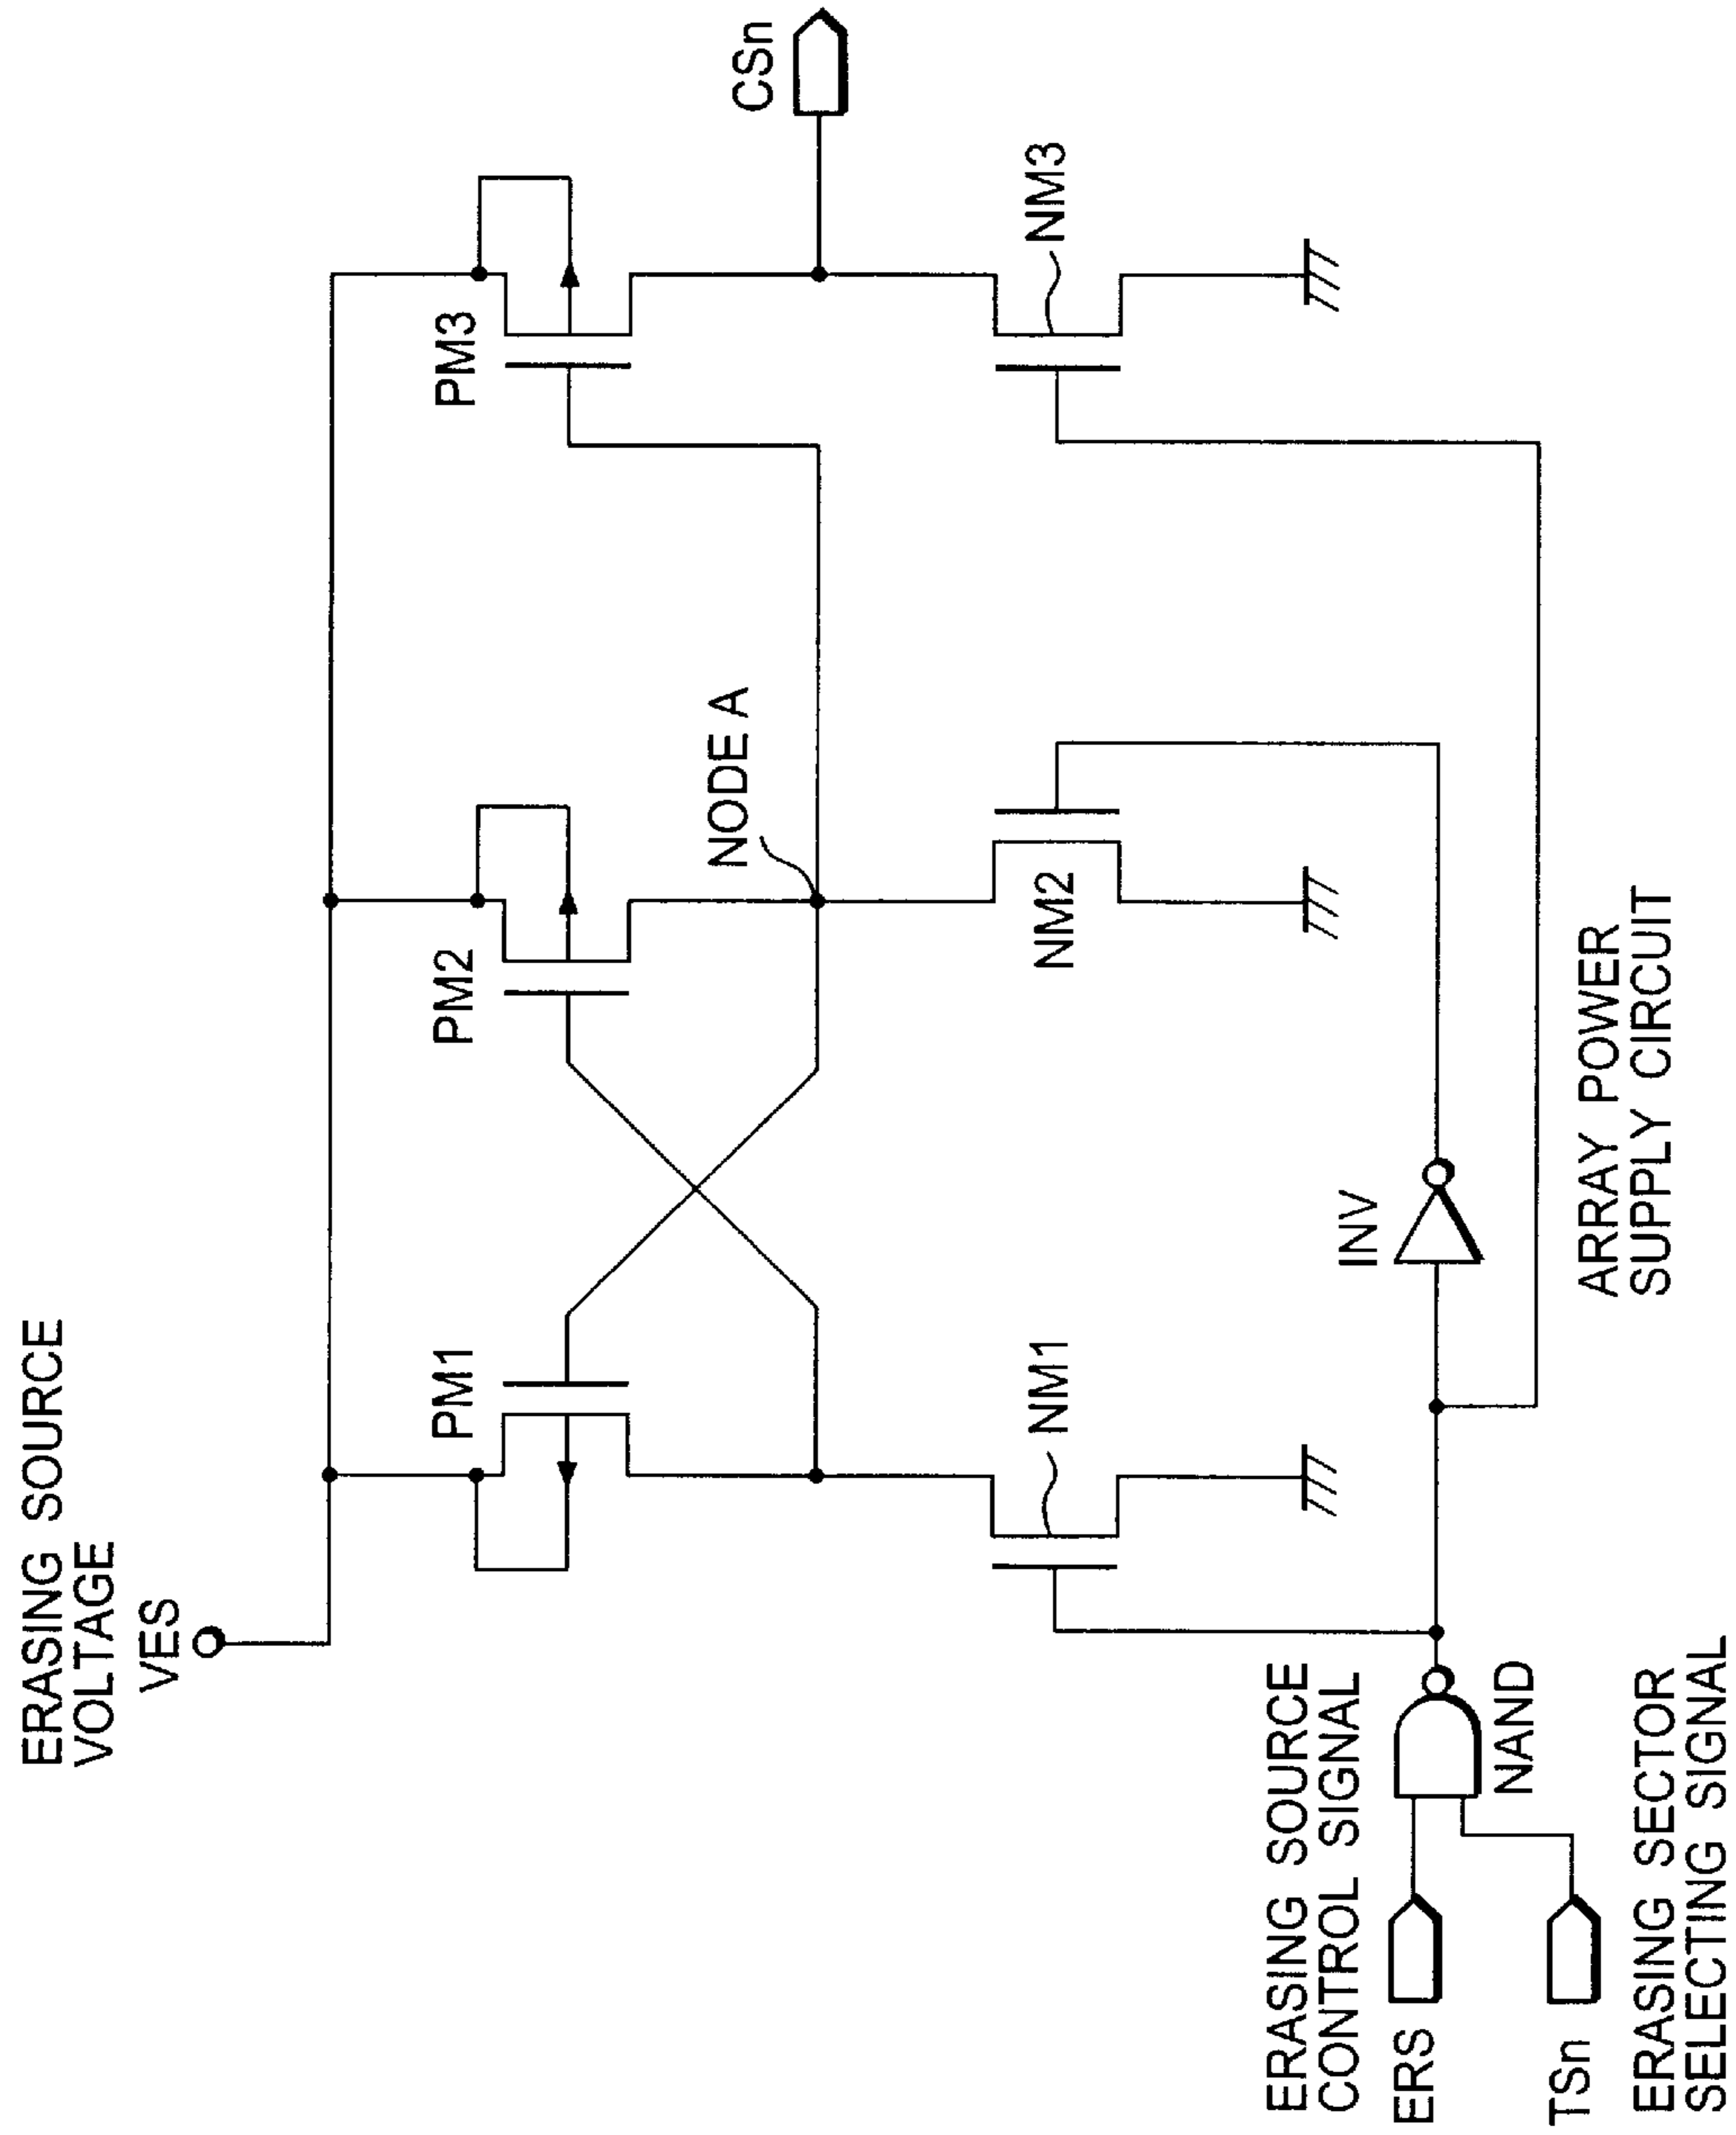 ERASING SOURCE
VOLTAGE
VES
PM1
PM2
PM3
NODE A
CSn
NM1
NM2
NM3
INV
ERASING SOURCE
CONTROL SIGNAL
ERS
NAND
TSn
ERASING SECTOR
SELECTING SIGNAL
ARRAY POWER
SUPPLY CIRCUIT